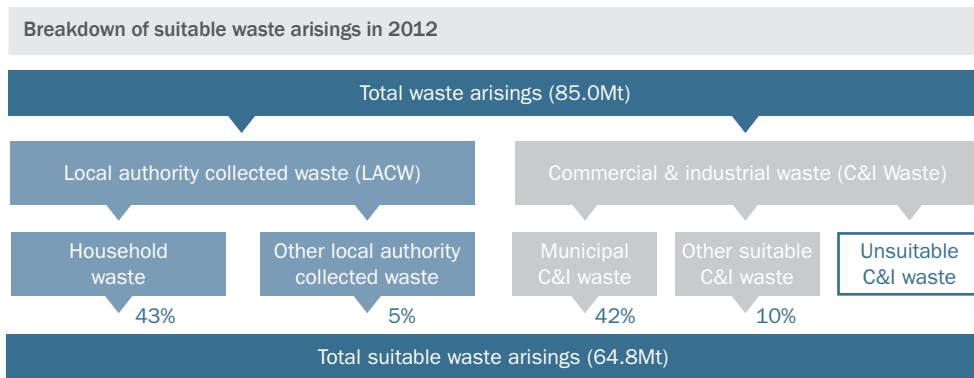 Breakdown of suitable waste arisings in 2012
Total waste arisings (85.0Mt)
Local authority collected waste (LACW)
Commercial & industrial waste (C&I Waste)
Household
waste
Other local authority
collected waste
Municipal
C&I waste
Other suitable
C&I waste
Unsuitable
C&I waste
43%
5%
42%
10%
Total suitable waste arisings (64.8Mt)